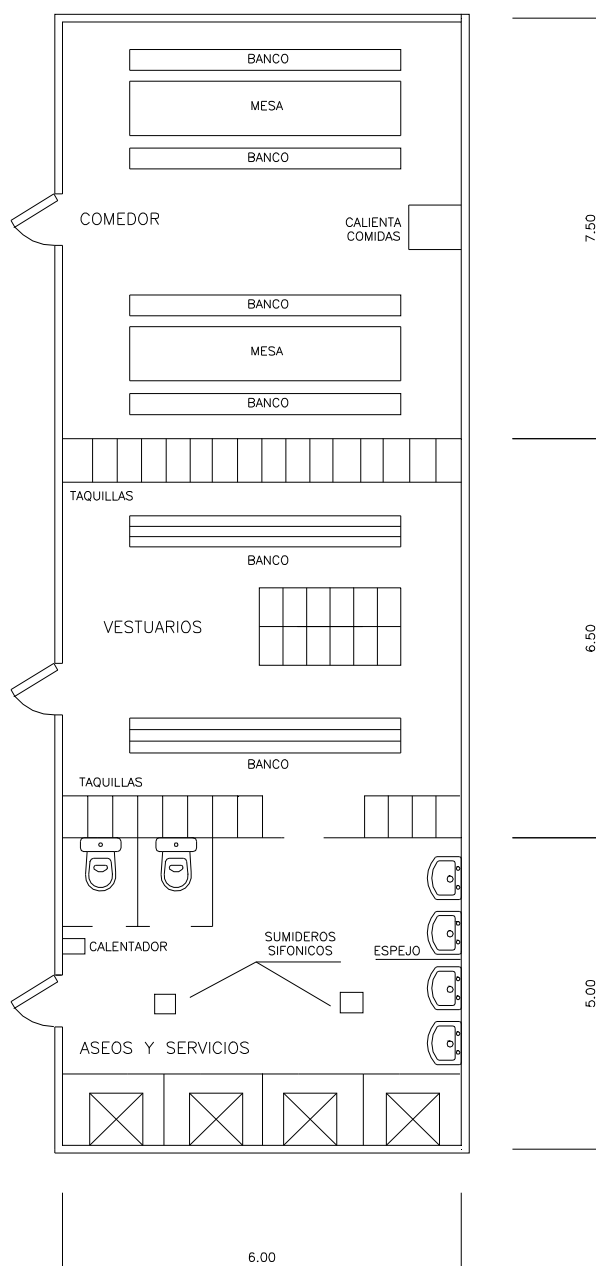 BANCO
MESA
BANCO
COMEDOR
CALIENTA
COMIDAS
7.50
BANCO
MESA
BANCO
TAQUILLAS
BANCO
VESTUARIOS
6.50
BANCO
TAQUILLAS
SUMIDEROS
SIFONICOS
CALENTADOR
ESPEJO
5.00
ASEOS Y SERVICIOS
6.00